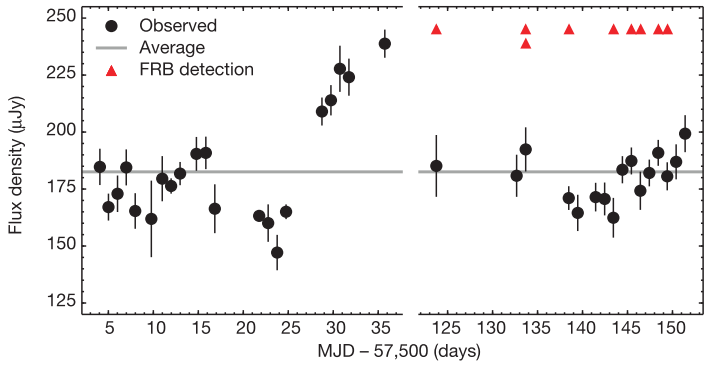 250
225
200
175
150
125
Flux density (μJy)
Observed
Average
FRB detection
5 10 15 20 25 30 35 125 130 135 140 145 150
MJD – 57,500 (days)